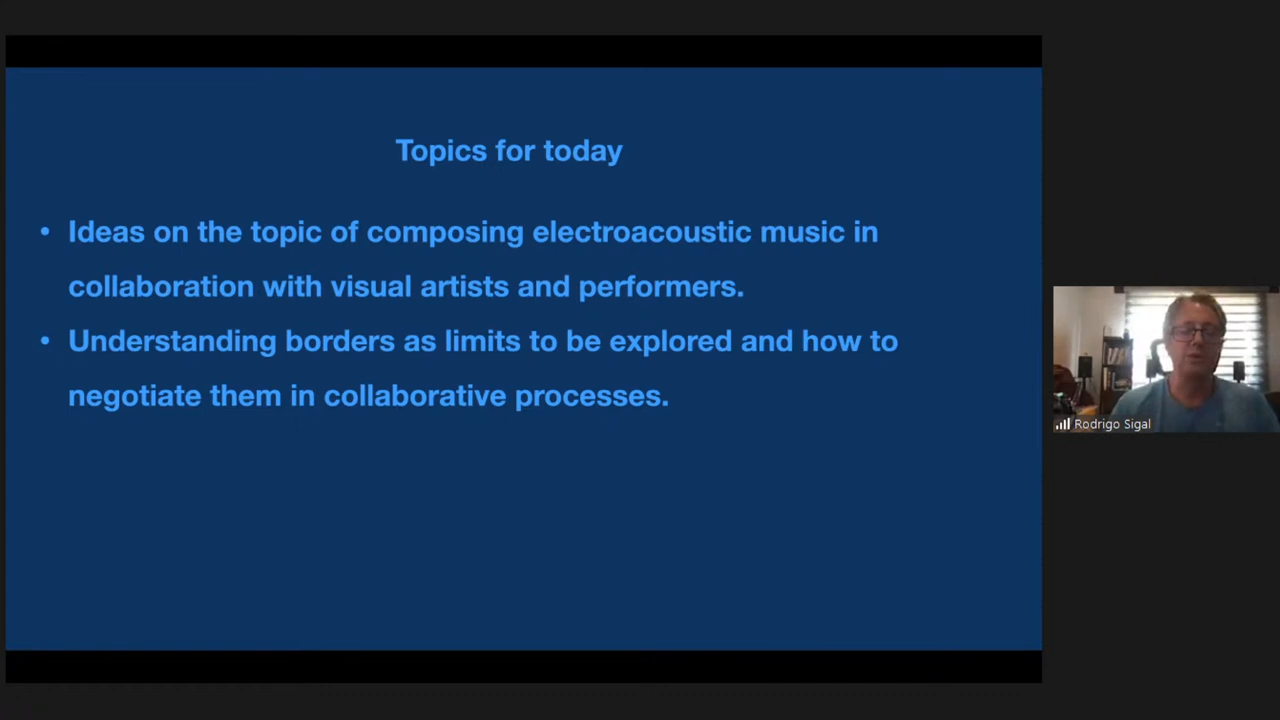 Topics for today
• Ideas on the topic of composing electroacoustic music in
collaboration with visual artists and performers.
• Understanding borders as limits to be explored and how to
negotiate them in collaborative processes.
Rodrigo Sigal